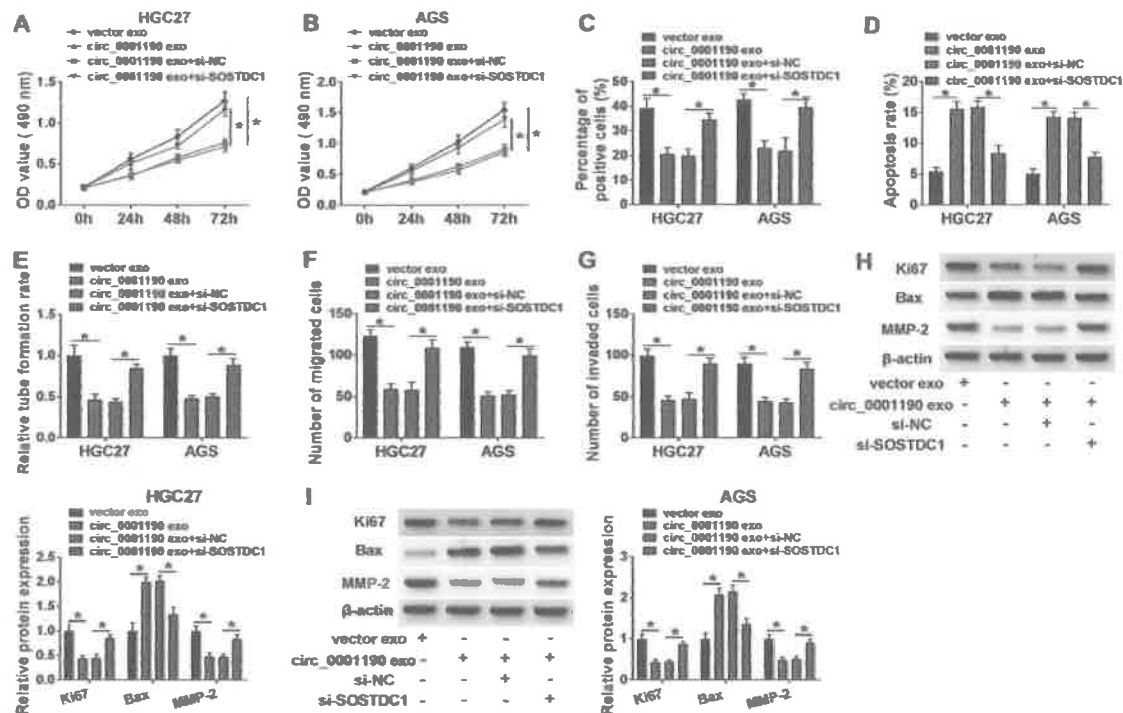 A
HGC27
vector exo
circ_0001190 exo
circ_0001190 exo+si-NC
circ_0001190 exo+si-SOSTDC1
OD value ( 490 nm)
1.5
1.0
0.5
0.0
0h 24h 48h 72h
* *
B
AGS
vector exo
circ_0001190 exo
circ_0001190 exo+si-NC
circ_0001190 exo+si-SOSTDC1
OD value ( 490 nm)
2.0
1.5
1.0
0.5
0.0
0h 24h 48h 72h
* *
C
vector exo
circ_0001190 exo
circ_0001190 exo+si-NC
circ_0001190 exo+si-SOSTDC1
Percentage of
positive cells (%)
50
40
30
20
10
0
* * * *
HGC27 AGS
D
vector exo
circ_0001190 exo
circ_0001190 exo+si-NC
circ_0001190 exo+si-SOSTDC1
Apoptosis rate (%)
20
15
10
5
0
* * * *
HGC27 AGS
E
vector exo
circ_0001190 exo
circ_0001190 exo+si-NC
circ_0001190 exo+si-SOSTDC1
Relative tube formation rate
1.5
1.0
0.5
0.0
* * * *
HGC27 AGS
F
vector exo
circ_0001190 exo
circ_0001190 exo+si-NC
circ_0001190 exo+si-SOSTDC1
Number of migrated cells
150
100
50
0
* * * *
HGC27 AGS
G
vector exo
circ_0001190 exo
circ_0001190 exo+si-NC
circ_0001190 exo+si-SOSTDC1
Number of invaded cells
150
100
50
0
* * * *
HGC27 AGS
H
Ki67
Bax
MMP-2
β-actin
vector exo + - - -
circ_0001190 exo - + + +
si-NC - - + -
si-SOSTDC1 - - - +
HGC27
vector exo
circ_0001190 exo
circ_0001190 exo+si-NC
circ_0001190 exo+si-SOSTDC1
Relative protein expression
2.5
2.0
1.5
1.0
0.5
0.0
* * * * * *
Ki67 Bax MMP-2
I
Ki67
Bax
MMP-2
β-actin
vector exo + - - -
circ_0001190 exo - + + +
si-NC - - + -
si-SOSTDC1 - - - +
AGS
vector exo
circ_0001190 exo
circ_0001190 exo+si-NC
circ_0001190 exo+si-SOSTDC1
Relative protein expression
3
2
1
0
* * * * * *
Ki67 Bax MMP-2